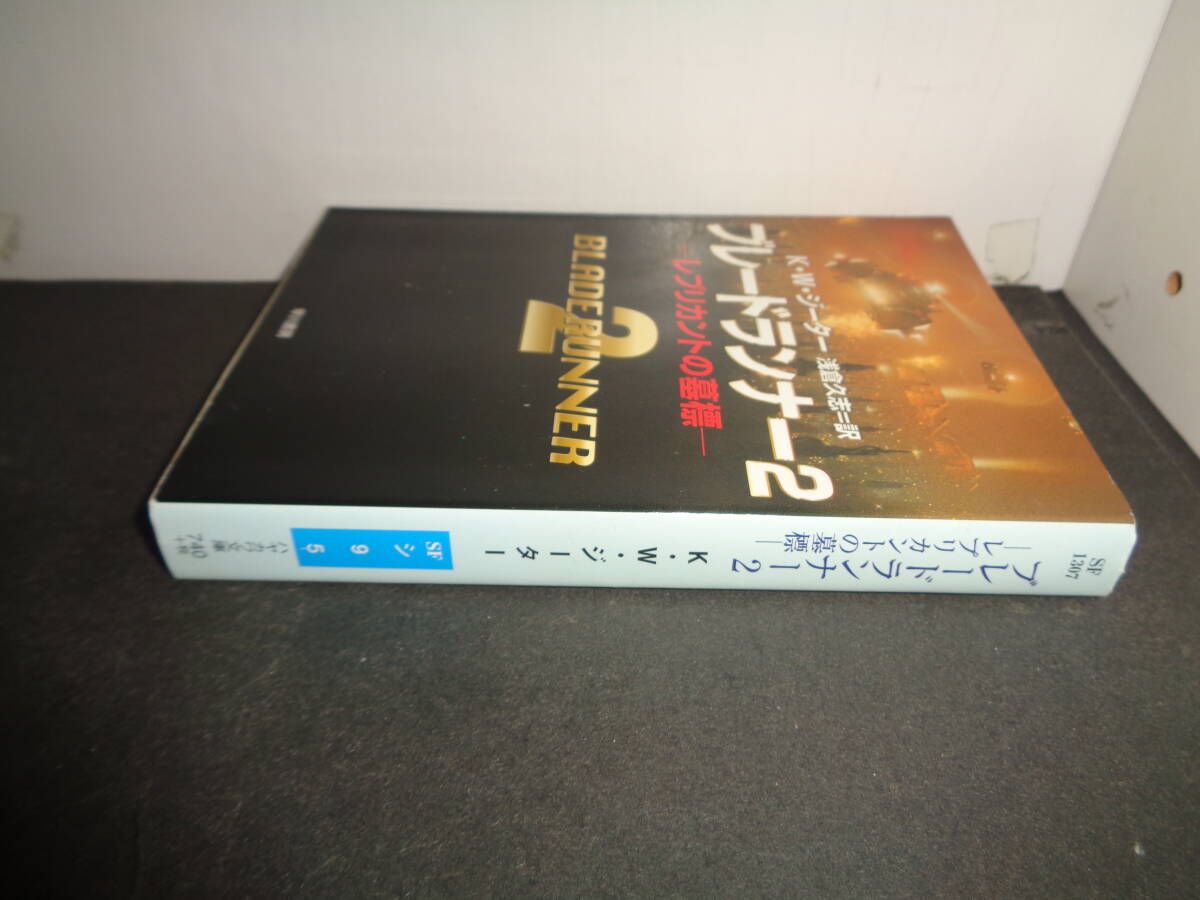 K・W・ジーター 浅倉久志=訳
ブレードランナー2
―レプリカントの墓標―
BLADE RUNNER
2
SF
1307
ブレードランナー2
―レプリカントの墓標―
K・W・ジーター
SF
シ
9
5
ハヤカワ文庫
740